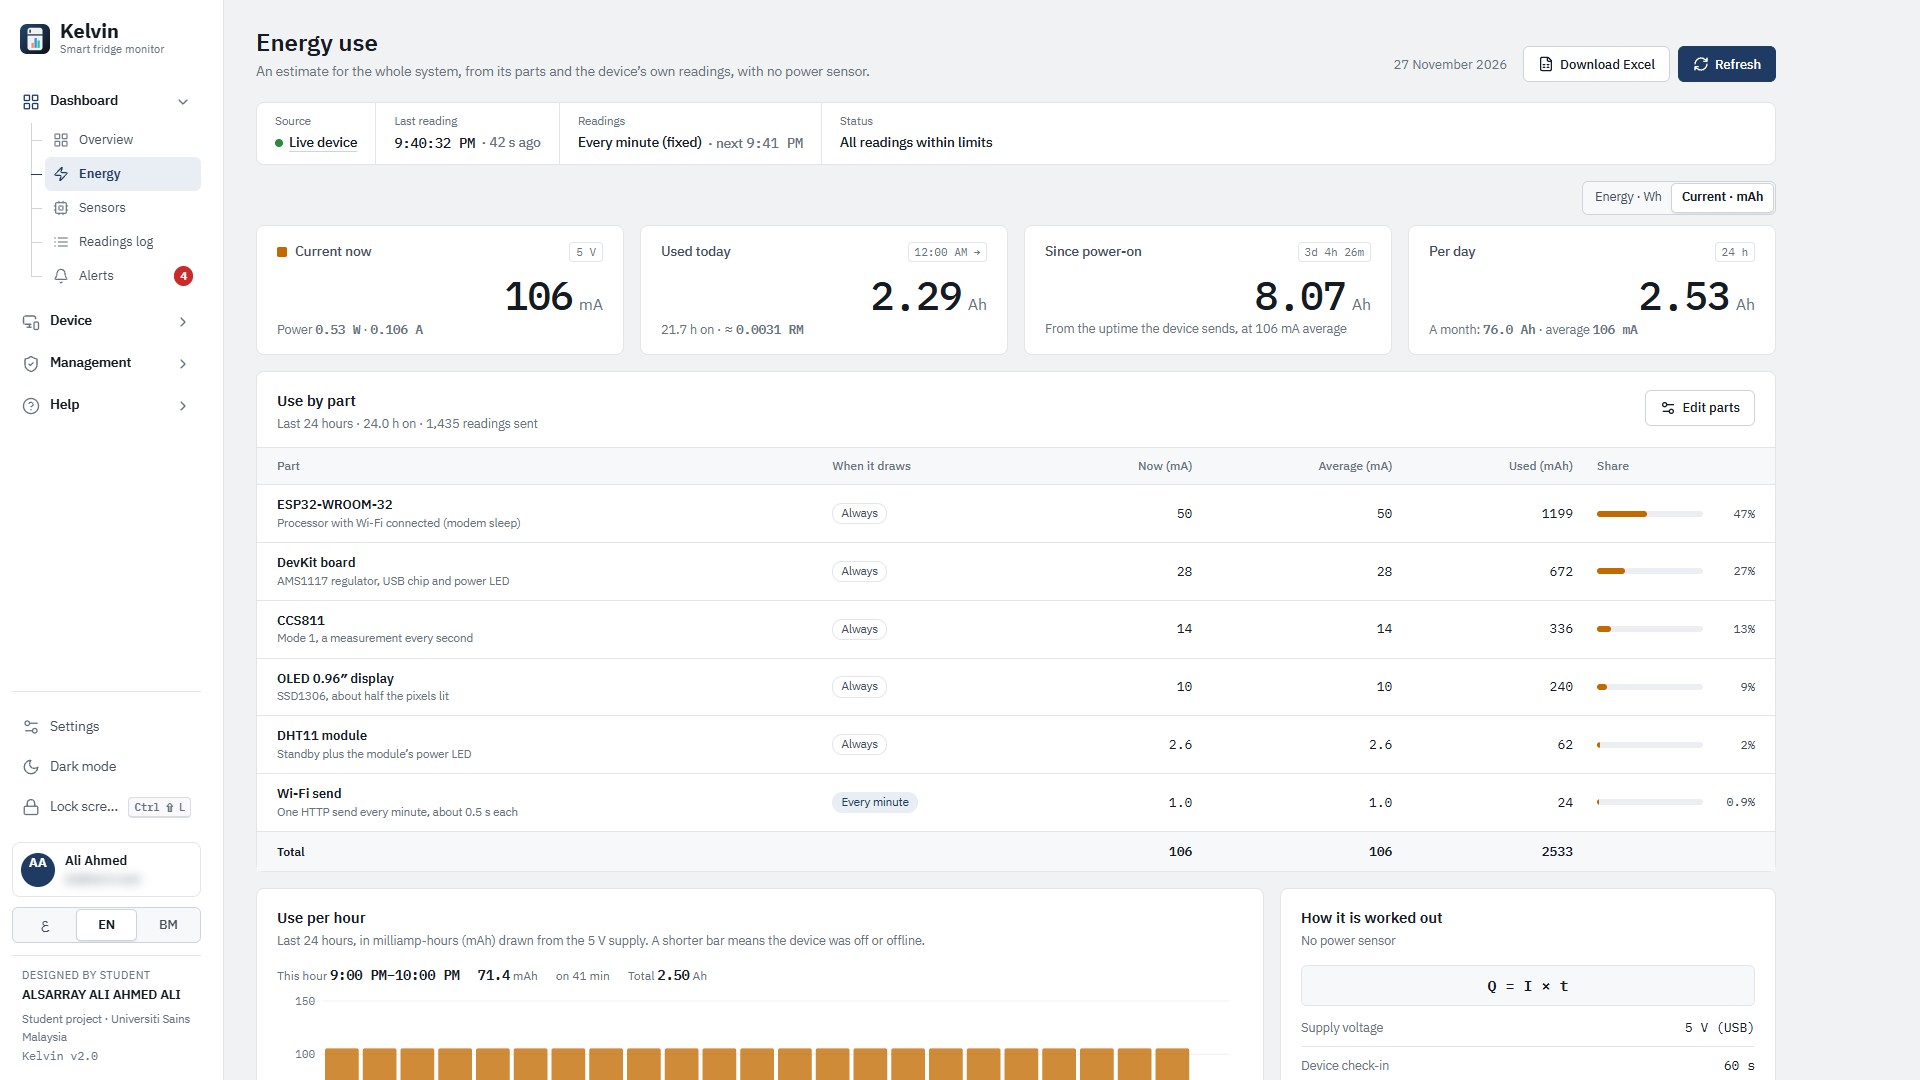 Kelvin
Smart fridge monitor
Dashboard
Overview
Energy
Sensors
Readings log
Alerts 4
Device
Management
Help
Settings
Dark mode
Lock scre... Ctrl ⇧ L
AA Ali Ahmed
ع EN BM
DESIGNED BY STUDENT
ALSARRAY ALI AHMED ALI
Student project · Universiti Sains
Malaysia
Kelvin v2.0
Energy use
An estimate for the whole system, from its parts and the device’s own readings, with no power sensor.
27 November 2026 Download Excel Refresh
Source Last reading Readings Status
Live device 9:40:32 PM · 42 s ago Every minute (fixed) · next 9:41 PM All readings within limits
Energy · Wh Current · mAh
Current now 5 V
106 mA
Power 0.53 W · 0.106 A
Used today 12:00 AM →
2.29 Ah
21.7 h on · ≈ 0.0031 RM
Since power-on 3d 4h 26m
8.07 Ah
From the uptime the device sends, at 106 mA average
Per day 24 h
2.53 Ah
A month: 76.0 Ah · average 106 mA
Use by part
Last 24 hours · 24.0 h on · 1,435 readings sent
Edit parts
Part When it draws Now (mA) Average (mA) Used (mAh) Share
ESP32-WROOM-32
Processor with Wi-Fi connected (modem sleep)
Always 50 50 1199 47%
DevKit board
AMS1117 regulator, USB chip and power LED
Always 28 28 672 27%
CCS811
Mode 1, a measurement every second
Always 14 14 336 13%
OLED 0.96″ display
SSD1306, about half the pixels lit
Always 10 10 240 9%
DHT11 module
Standby plus the module’s power LED
Always 2.6 2.6 62 2%
Wi-Fi send
One HTTP send every minute, about 0.5 s each
Every minute 1.0 1.0 24 0.9%
Total 106 106 2533
Use per hour
Last 24 hours, in milliamp-hours (mAh) drawn from the 5 V supply. A shorter bar means the device was off or offline.
This hour 9:00 PM–10:00 PM 71.4 mAh on 41 min Total 2.50 Ah
150
100
How it is worked out
No power sensor
Q = I × t
Supply voltage 5 V (USB)
Device check-in 60 s